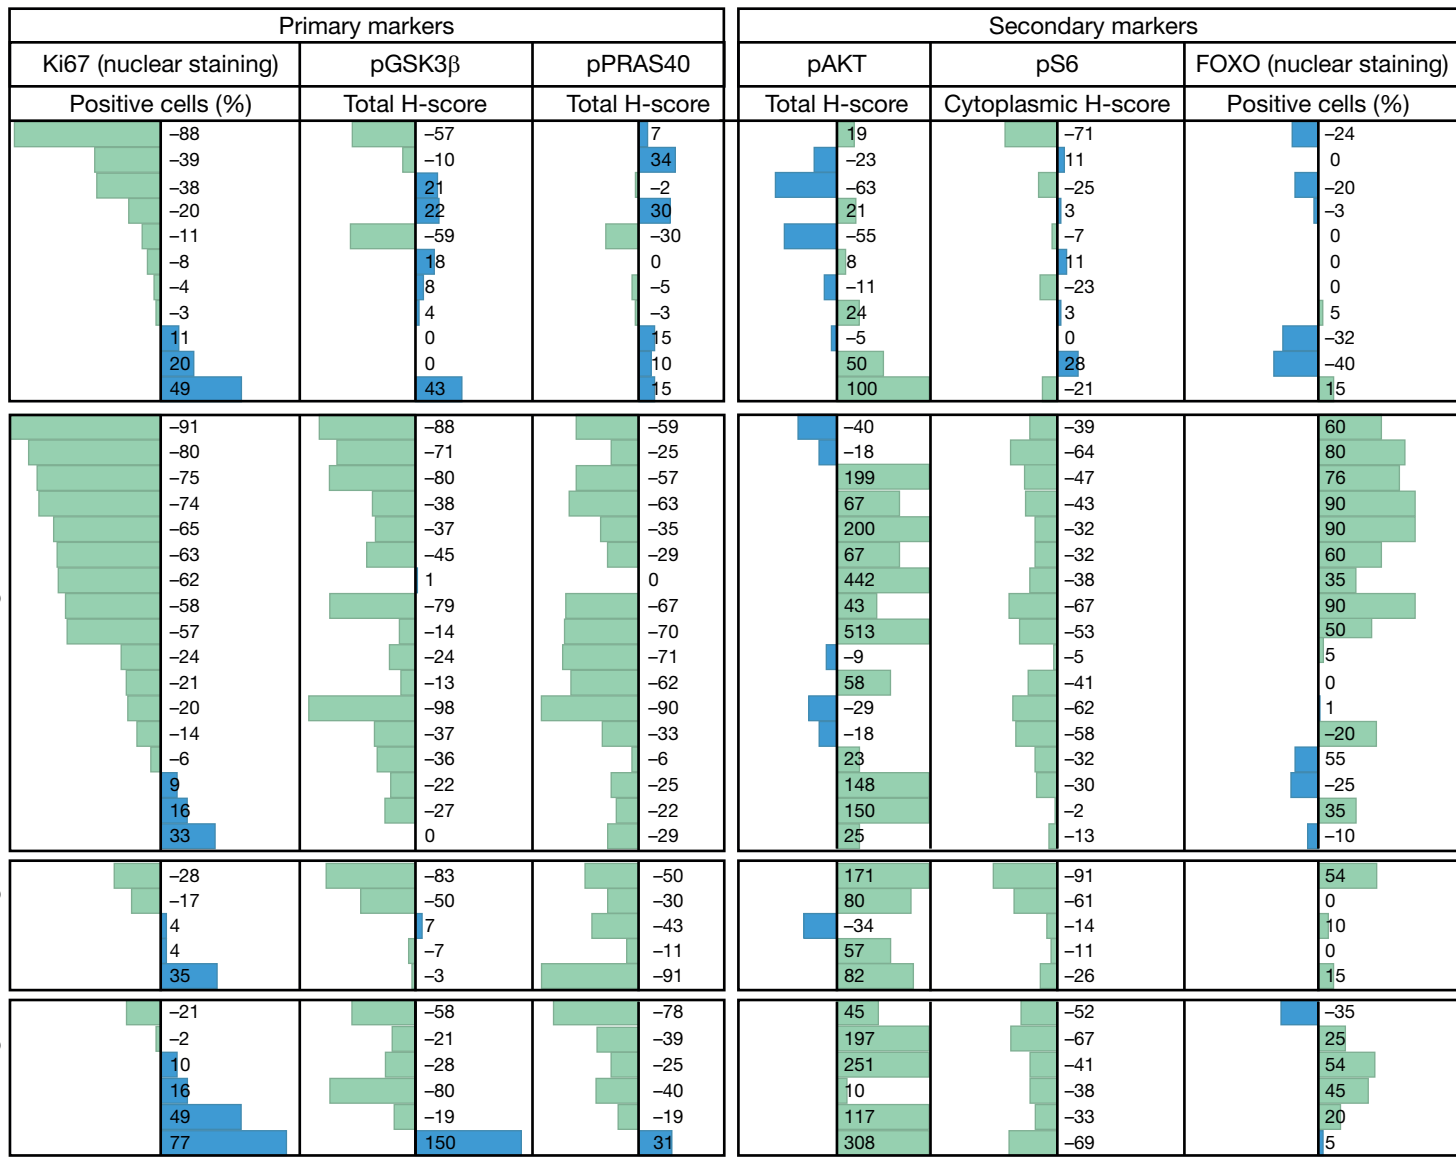 Primary markers Secondary markers
Ki67 (nuclear staining) pGSK3β pPRAS40 pAKT pS6 FOXO (nuclear staining)
Positive cells (%) Total H-score Total H-score Total H-score Cytoplasmic H-score Positive cells (%)
–88 –57 7 19 –71 –24
–39 –10 34 –23 11 0
–38 21 –2 –63 –25 –20
–20 22 30 21 3 –3
–11 –59 –30 –55 –7 0
–8 18 0 8 11 0
–4 8 –5 –11 –23 0
–3 4 –3 24 3 5
11 0 15 –5 0 –32
20 0 10 50 28 –40
49 43 15 100 –21 15
–91 –88 –59 –40 –39 60
–80 –71 –25 –18 –64 80
–75 –80 –57 199 –47 76
–74 –38 –63 67 –43 90
–65 –37 –35 200 –32 90
–63 –45 –29 67 –32 60
–62 1 0 442 –38 35
–58 –79 –67 43 –67 90
–57 –14 –70 513 –53 50
–24 –24 –71 –9 –5 5
–21 –13 –62 58 –41 0
–20 –98 –90 –29 –62 1
–14 –37 –33 –18 –58 –20
–6 –36 –6 23 –32 55
9 –22 –25 148 –30 –25
16 –27 –22 150 –2 35
33 0 –29 25 –13 –10
–28 –83 –50 171 –91 54
–17 –50 –30 80 –61 0
4 7 –43 –34 –14 10
4 –7 –11 57 –11 0
35 –3 –91 82 –26 15
–21 –58 –78 45 –52 –35
–2 –21 –39 197 –67 25
10 –28 –25 251 –41 54
16 –80 –40 10 –38 45
49 –19 –19 117 –33 20
77 150 31 308 –69 5